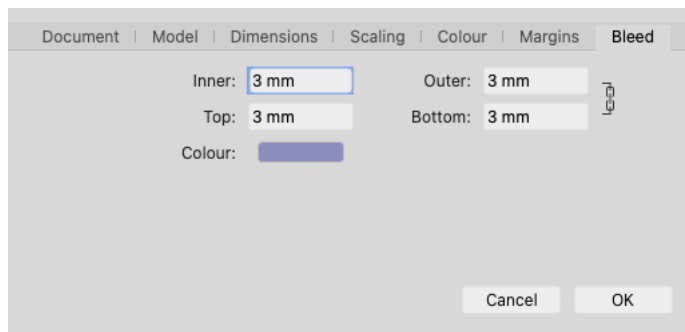 Document Model Dimensions Scaling Colour Margins Bleed
Inner: 3 mm Outer: 3 mm
Top: 3 mm Bottom: 3 mm
Colour:
Cancel OK